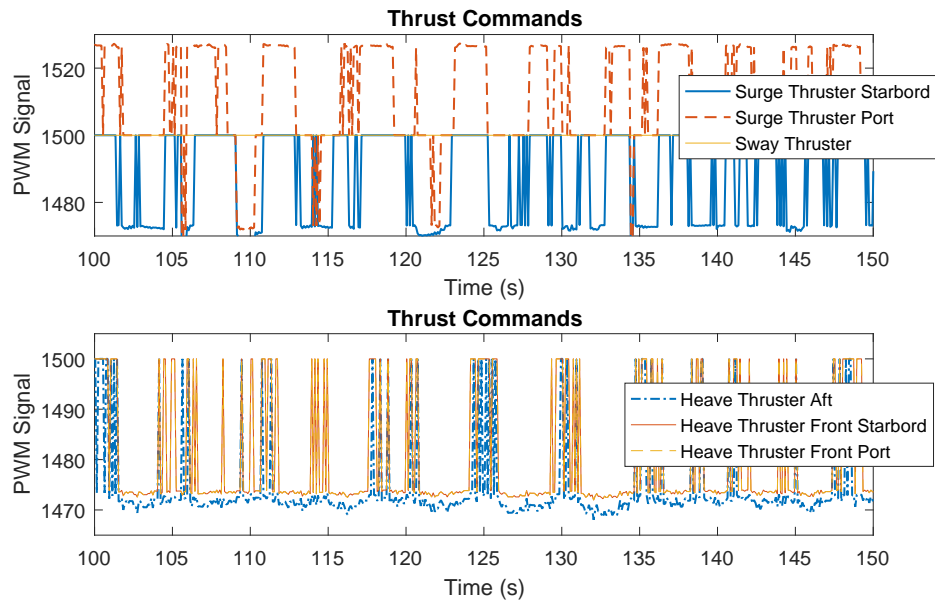 Thrust Commands
1520
1500
1480
PWM Signal
Surge Thruster Starbord
Surge Thruster Port
Sway Thruster
100 105 110 115 120 125 130 135 140 145 150
Time (s)
Thrust Commands
1500
1490
1480
1470
PWM Signal
Heave Thruster Aft
Heave Thruster Front Starbord
Heave Thruster Front Port
100 105 110 115 120 125 130 135 140 145 150
Time (s)